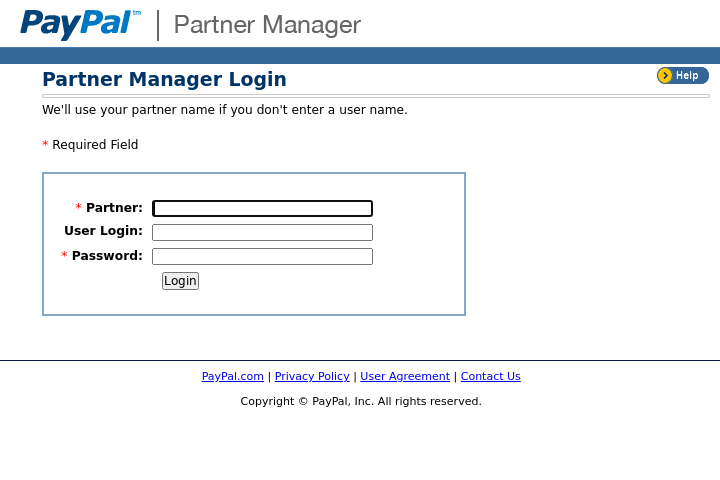 PayPal™ | Partner Manager
Partner Manager Login
Help
We'll use your partner name if you don't enter a user name.
* Required Field
* Partner:
User Login:
* Password:
Login
PayPal.com | Privacy Policy | User Agreement | Contact Us
Copyright © PayPal, Inc. All rights reserved.